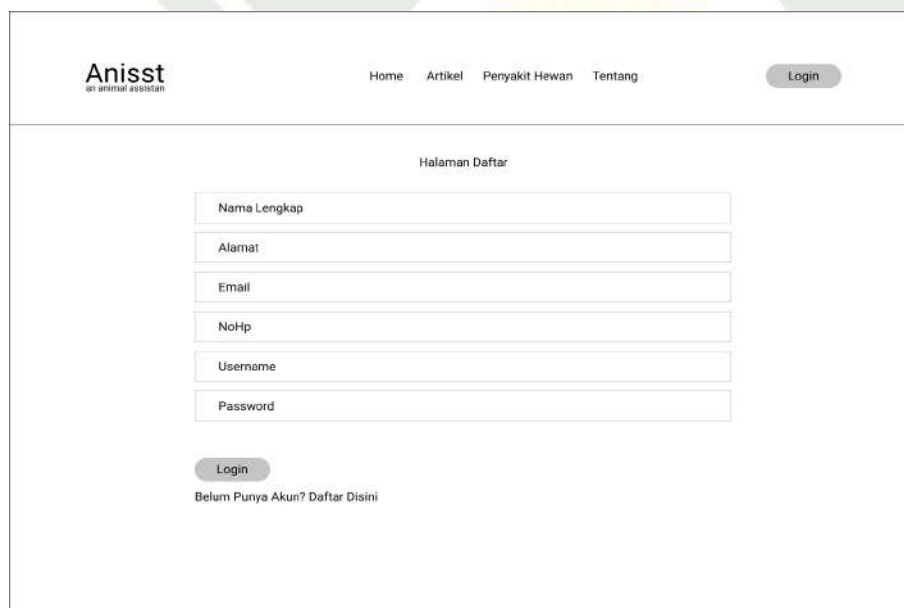 Anisst
an animal assistan
Home Artikel Penyakit Hewan Tentang
Login
Halaman Daftar
Nama Lengkap
Alamat
Email
NoHp
Username
Password
Login
Belum Punya Akun? Daftar Disini